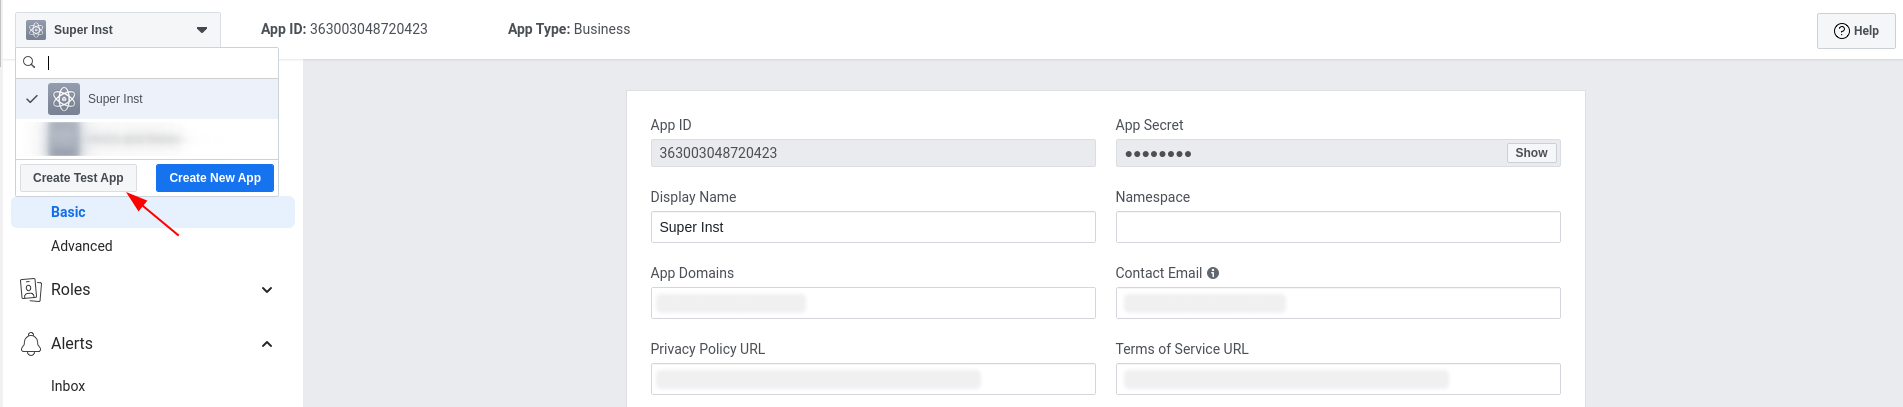 Super Inst
App ID: 363003048720423
App Type: Business
Help
Super Inst
Create Test App
Create New App
Basic
Advanced
Roles
Alerts
Inbox
App ID
363003048720423
App Secret
●●●●●●●●
Show
Display Name
Super Inst
Namespace
App Domains
Contact Email
Privacy Policy URL
Terms of Service URL